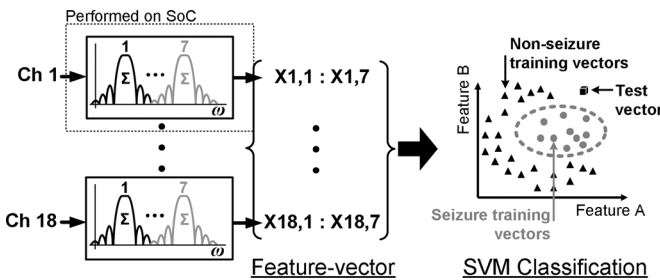 Performed on SoC
Ch 1
1
7
Σ
...
Σ
ω
X1,1 : X1,7
Ch 18
1
7
Σ
...
Σ
ω
X18,1 : X18,7
Feature-vector
Non-seizure
training vectors
Test
vector
Feature B
Feature A
Seizure training
vectors
SVM Classification